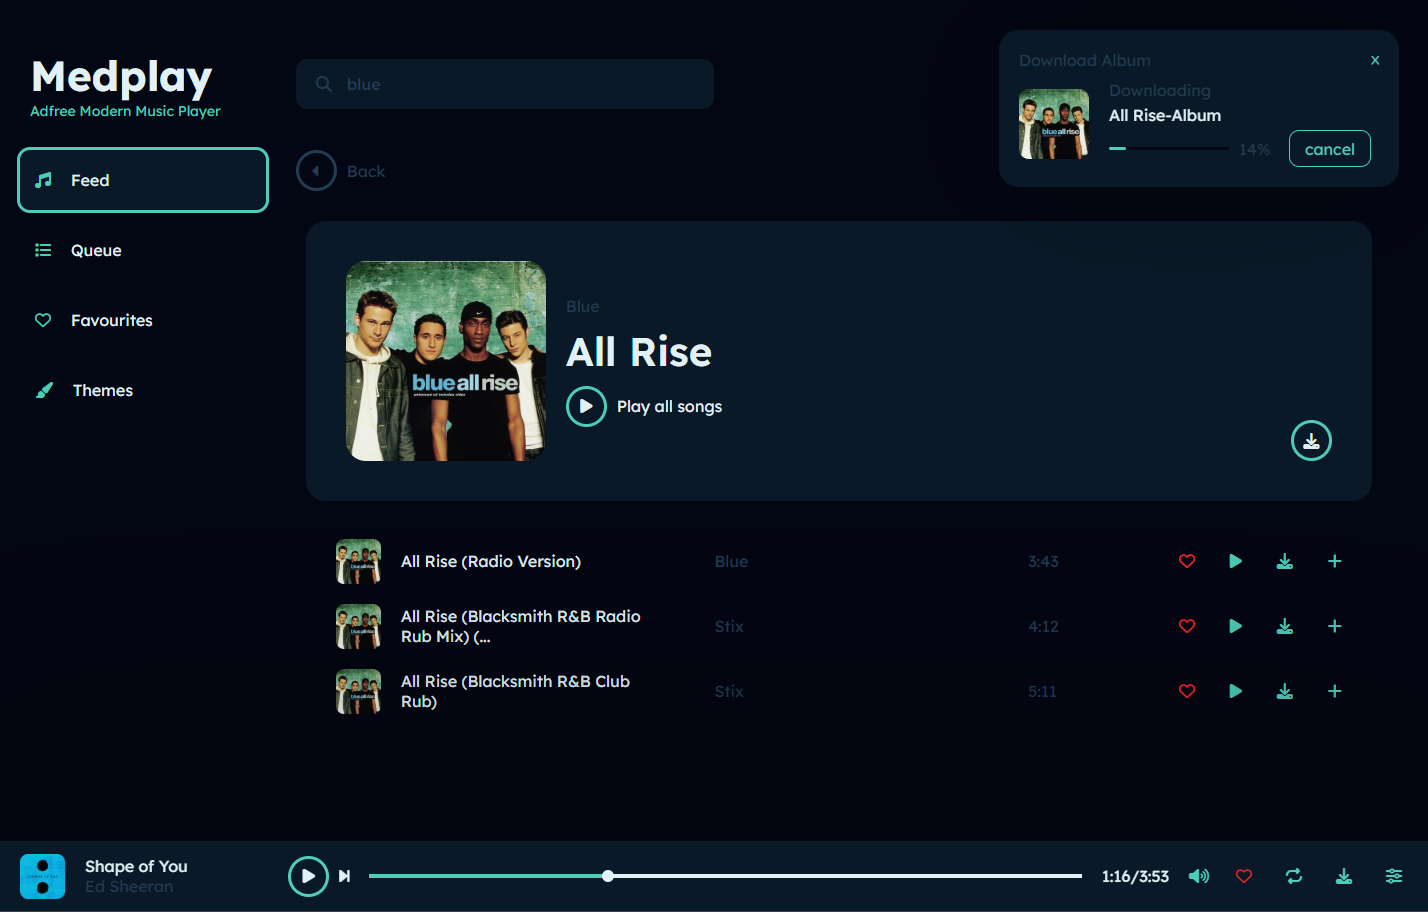 Medplay
Adfree Modern Music Player
Feed
Queue
Favourites
Themes
blue
Back
Download Album
x
Downloading
All Rise-Album
14%
cancel
blue all rise
Blue
All Rise
Play all songs
blue all rise
All Rise (Radio Version)
Blue
3:43
All Rise (Blacksmith R&B Radio
Rub Mix) (...
Stix
4:12
All Rise (Blacksmith R&B Club
Rub)
Stix
5:11
Shape of You
Ed Sheeran
1:16/3:53